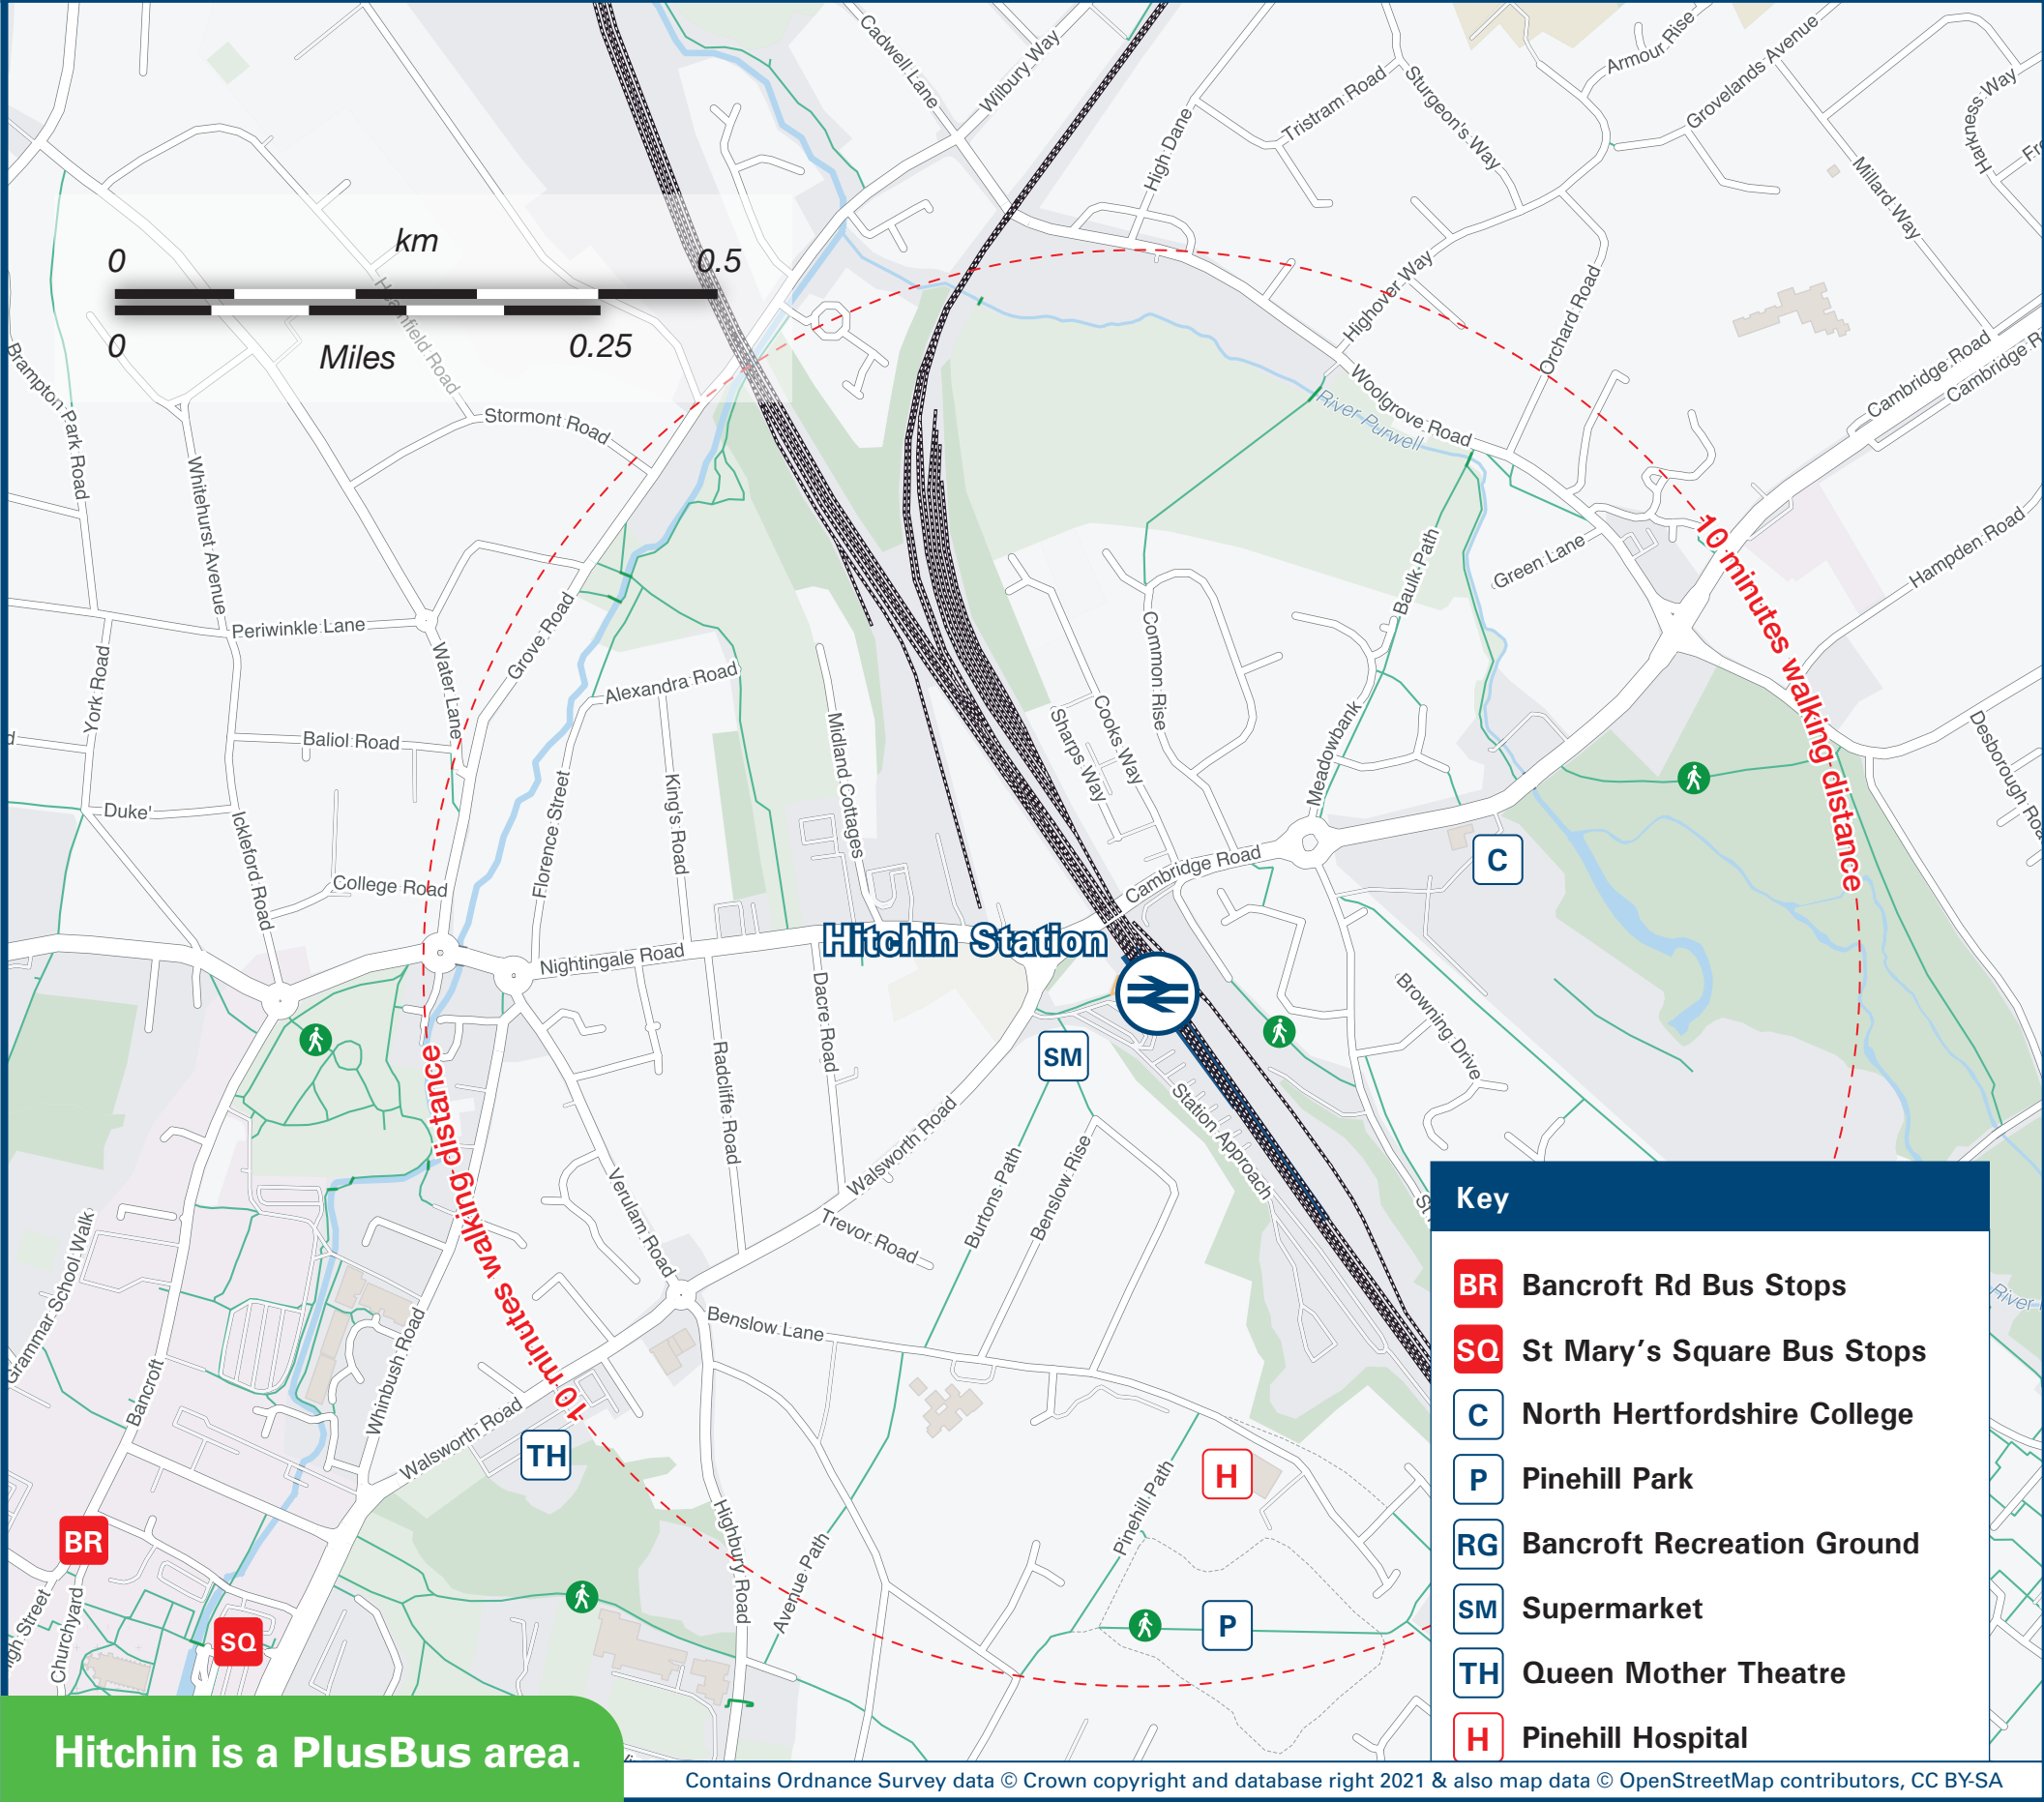 Cadwell Lane
Wilbury Way
High Dane
Tristram Road
Sturgeon's Way
Armour Rise
Grovelands Avenue
Harkness Way
Millard Way
km
0
0.5
0
Miles
0.25
Stormont Road
Highover Way
Orchard Road
Woolgrove Road
River Purwell
Cambridge Road
Brampton Park Road
Whitehurst Avenue
Periwinkle Lane
York Road
Water Lane
Grove Road
Alexandra Road
Baliol Road
Duke'
Ickleford Road
College Road
Florence Street
King's Road
Midland Cottages
Sharps Way
Cooks Way
Common Rise
Meadowbank
Baulk Path
Green Lane
Hampden Road
10 minutes walking distance
Desborough
Cambridge Road
C
Hitchin Station
Nightingale Road
Dacre Road
Radcliffe Road
SM
Station Approach
Browning Drive
10 minutes walking distance
Walsworth Road
Verulam Road
Trevor Road
Burtons Path
Benslow Rise
Benslow Lane
Grammar School Walk
Bancroft
Whinbush Road
Walsworth Road
TH
H
Highbury Road
Avenue Path
Pinehill Path
P
BR
SQ
Churchyard
Street
River
Key
BR Bancroft Rd Bus Stops
SQ St Mary's Square Bus Stops
C North Hertfordshire College
P Pinehill Park
RG Bancroft Recreation Ground
SM Supermarket
TH Queen Mother Theatre
H Pinehill Hospital
Hitchin is a PlusBus area.
Contains Ordnance Survey data © Crown copyright and database right 2021 & also map data © OpenStreetMap contributors, CC BY-SA